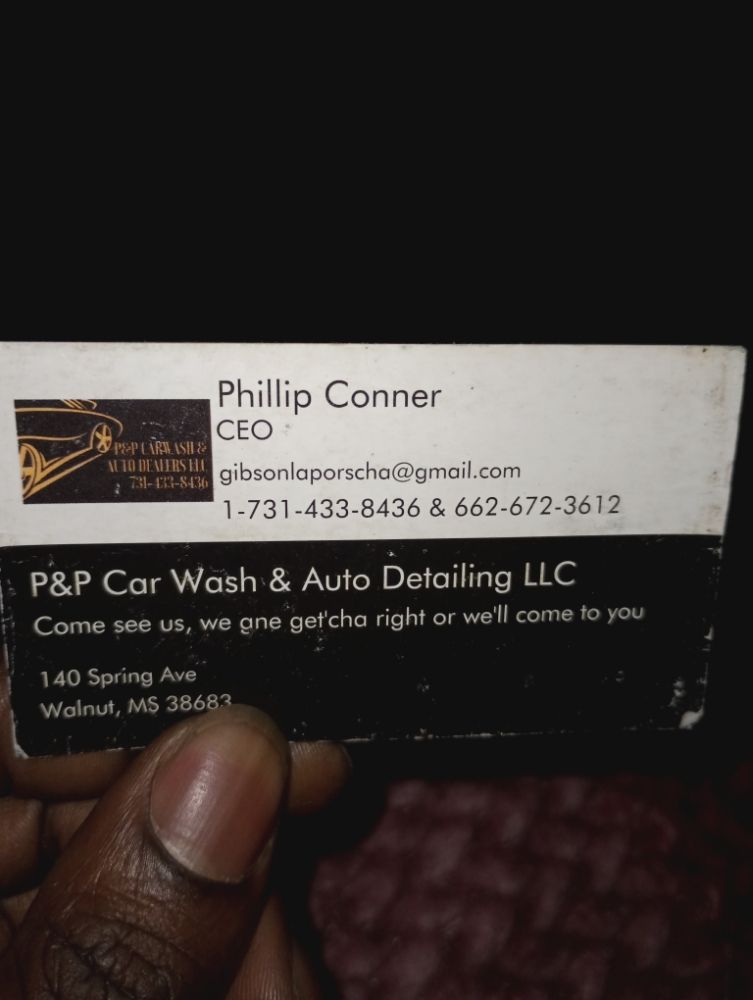 Phillip Conner
CEO
P&P CARWASH &
AUTO DEALERS LLC
731-433-8436
gibsonlaporscha@gmail.com
1-731-433-8436 & 662-672-3612
P&P Car Wash & Auto Detailing LLC
Come see us, we gne get'cha right or we'll come to you
140 Spring Ave
Walnut, MS 38683